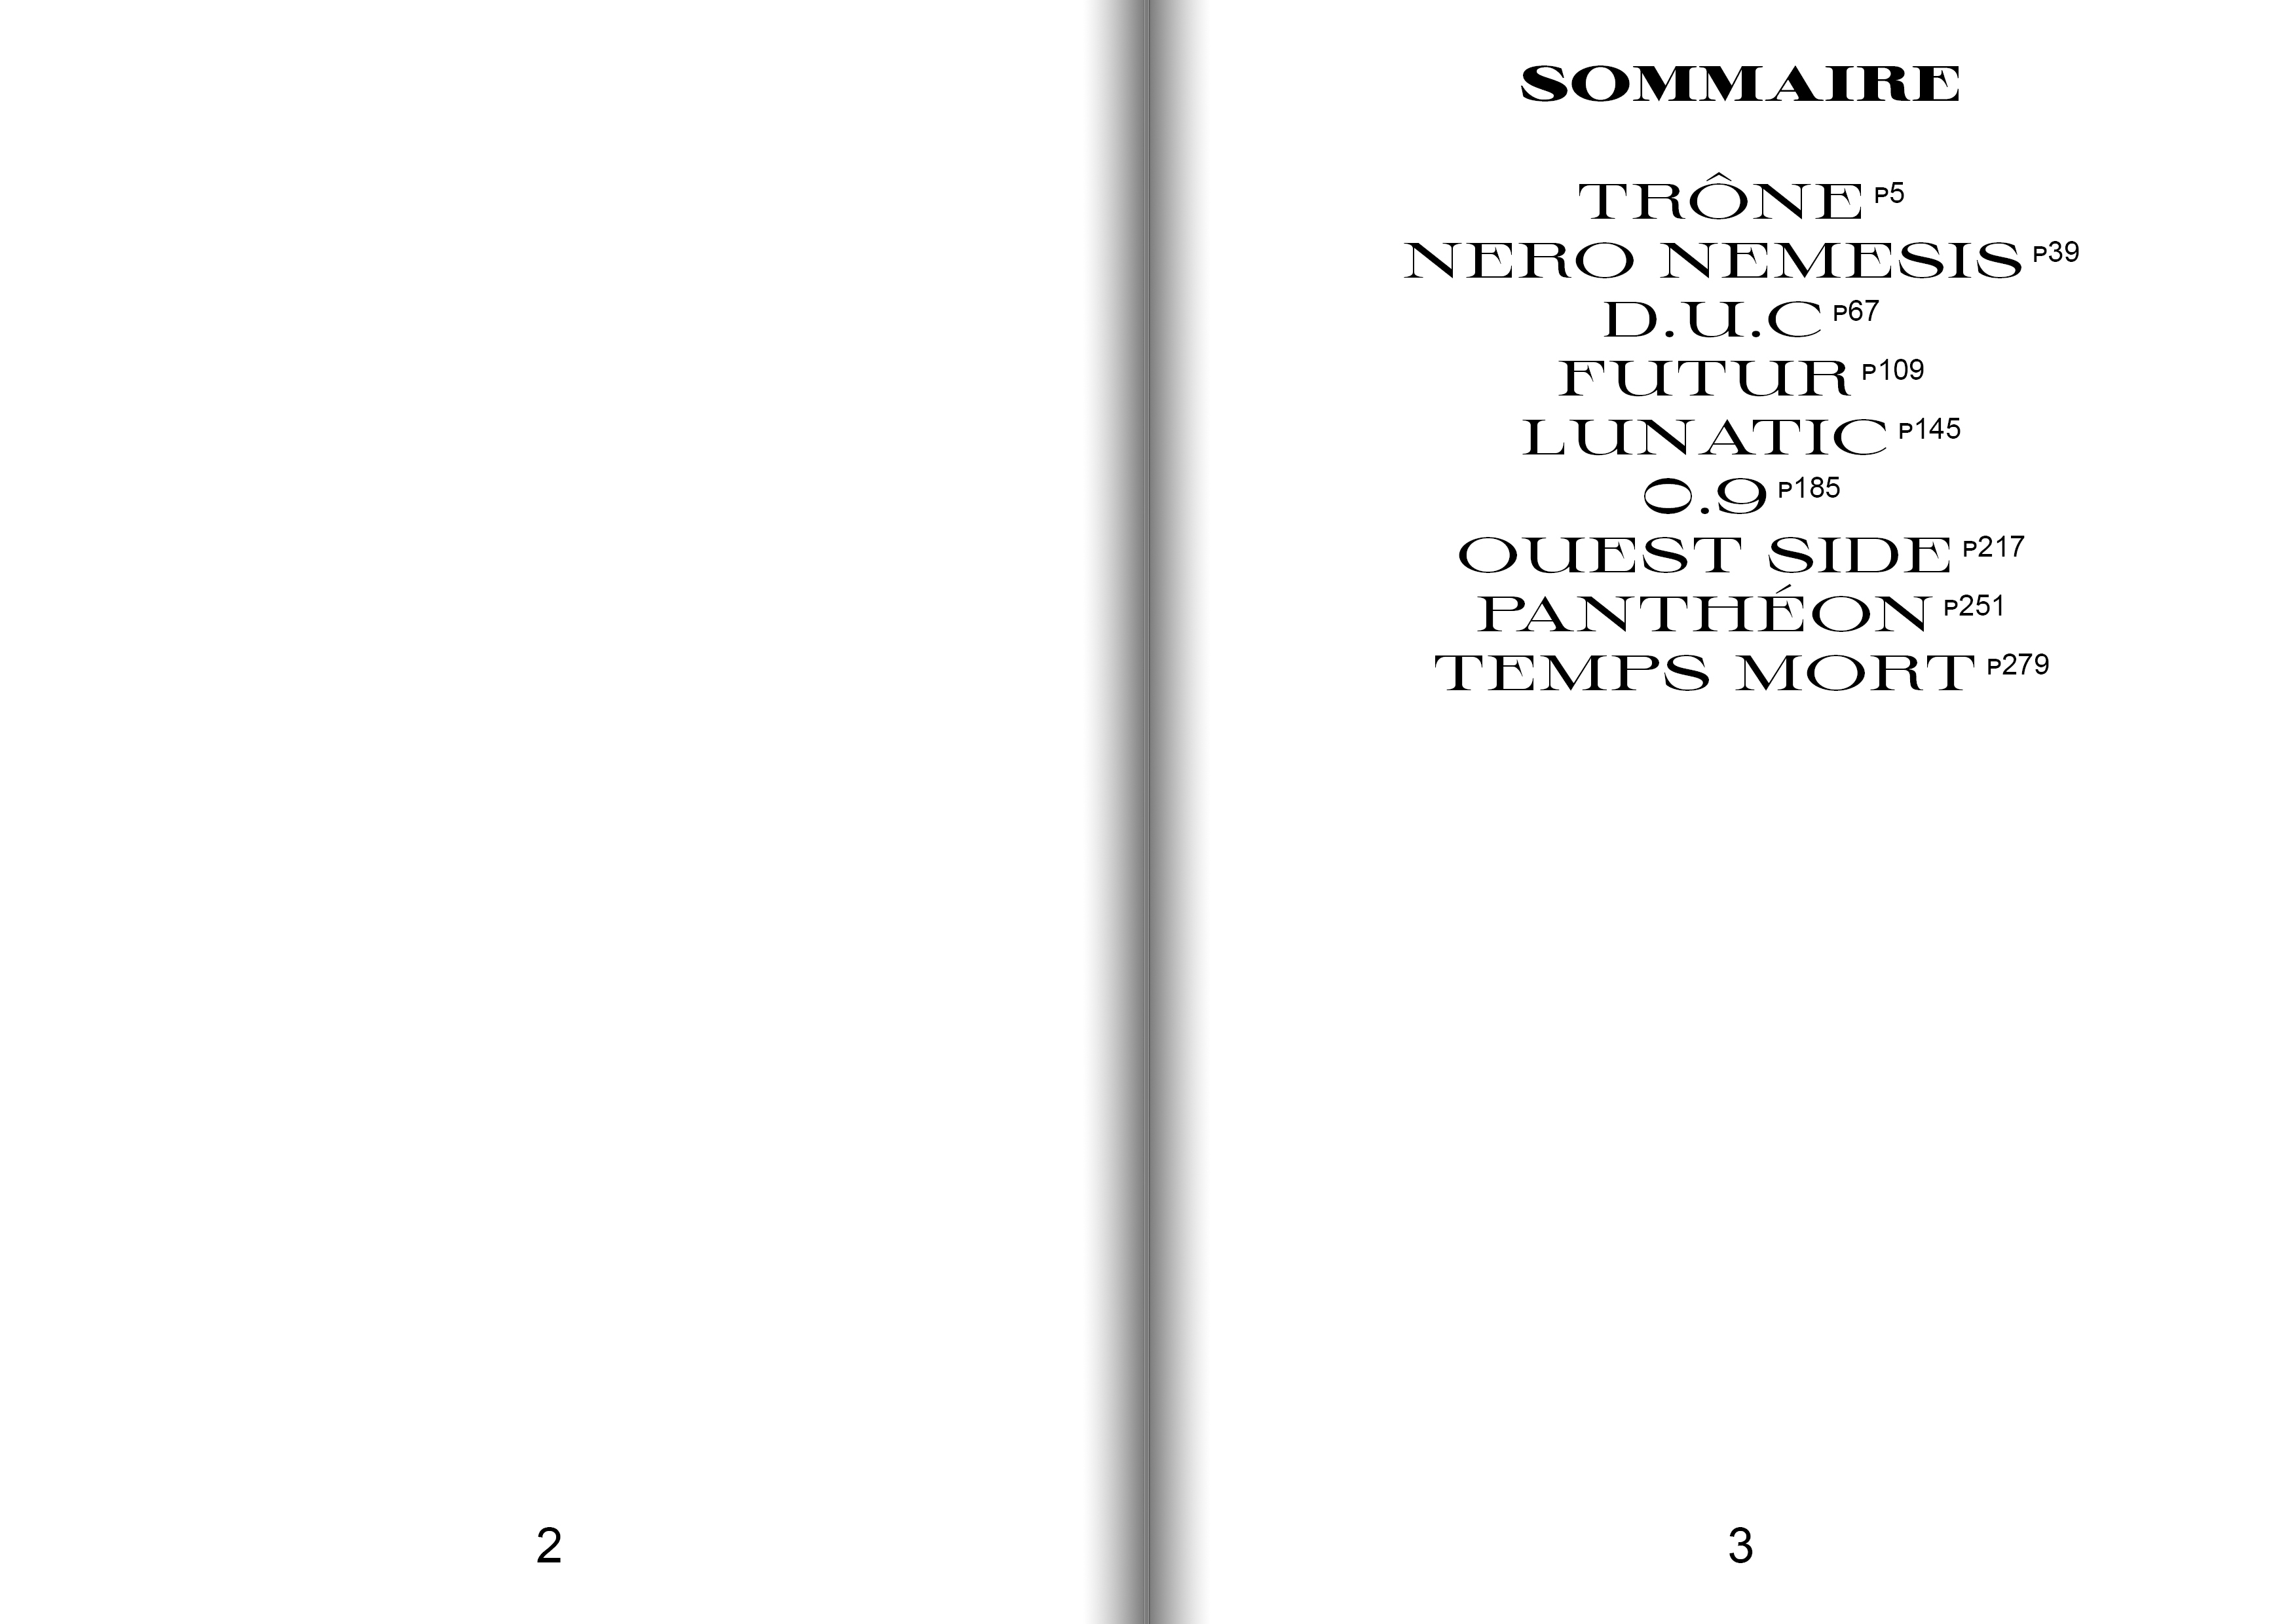 2
SOMMAIRE
TRÔNE P5
NERO NEMESIS P39
D.U.C P67
FUTUR P109
LUNATIC P145
0.9 P185
OUEST SIDE P217
PANTHÉON P251
TEMPS MORT P279
3